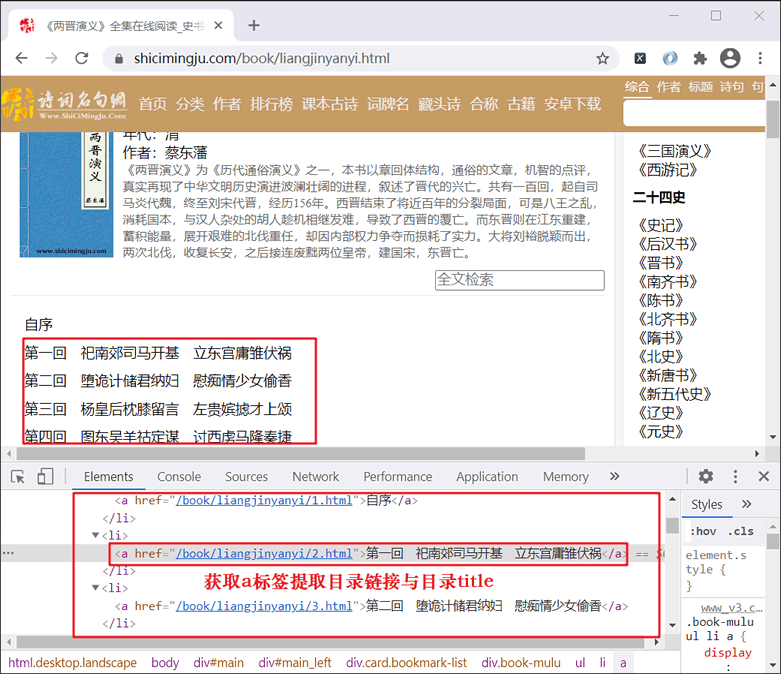 《两晋演义》全集在线阅读_史书
shicimingju.com/book/liangjinyanyi.html
诗词名句网
www.ShiCiMingJu.Com
首页 分类 作者 排行榜 课本古诗 词牌名 藏头诗 合称 古籍 安卓下载
综合 作者 标题 诗句 句
两晋演义
蔡东藩
www.shicimingju.com
年代：清
作者：蔡东藩
《两晋演义》为《历代通俗演义》之一，本书以章回体结构，通俗的文章，机智的点评，
真实再现了中华文明历史演进波澜壮阔的进程，叙述了晋代的兴亡。共有一百回，起自司
马炎代魏，终至刘宋代晋，经历156年。西晋结束了将近百年的分裂局面，可是八王之乱，
消耗国本，与汉人杂处的胡人趁机相继发难，导致了西晋的覆亡。而东晋则在江东重建，
蓄积能量，展开艰难的北伐重任，却因内部权力争夺而损耗了实力。大将刘裕脱颖而出，
两次北伐，收复长安，之后接连废黜两位皇帝，建国宋，东晋亡。
全文检索
自序
第一回 祀南郊司马开基 立东宫庸雏伏祸
第二回 堕诡计储君纳妇 慰痴情少女偷香
第三回 杨皇后枕膝留言 左贵嫔摅才上颂
第四回 图东吴羊祜定谋 讨西虏马隆奏捷
《三国演义》
《西游记》
二十四史
《史记》
《后汉书》
《晋书》
《南齐书》
《陈书》
《北齐书》
《隋书》
《北史》
《新唐书》
《新五代史》
《辽史》
《元史》
Elements Console Sources Network Performance Application Memory »
<a href="/book/liangjinyanyi/1.html">自序</a>
</li>
▼<li>
<a href="/book/liangjinyanyi/2.html">第一回 祀南郊司马开基 立东宫庸雏伏祸</a> ==
</li>
获取a标签提取目录链接与目录title
▼<li>
<a href="/book/liangjinyanyi/3.html">第二回 堕诡计储君纳妇 慰痴情少女偷香</a>
</li>
html.desktop.landscape body div#main div#main_left div.card.bookmark-list div.book-mulu ul li a
Styles »
:hov .cls
element.s
tyle {
}
www_v3.c…
.book-mulu
ul li a {
display
: